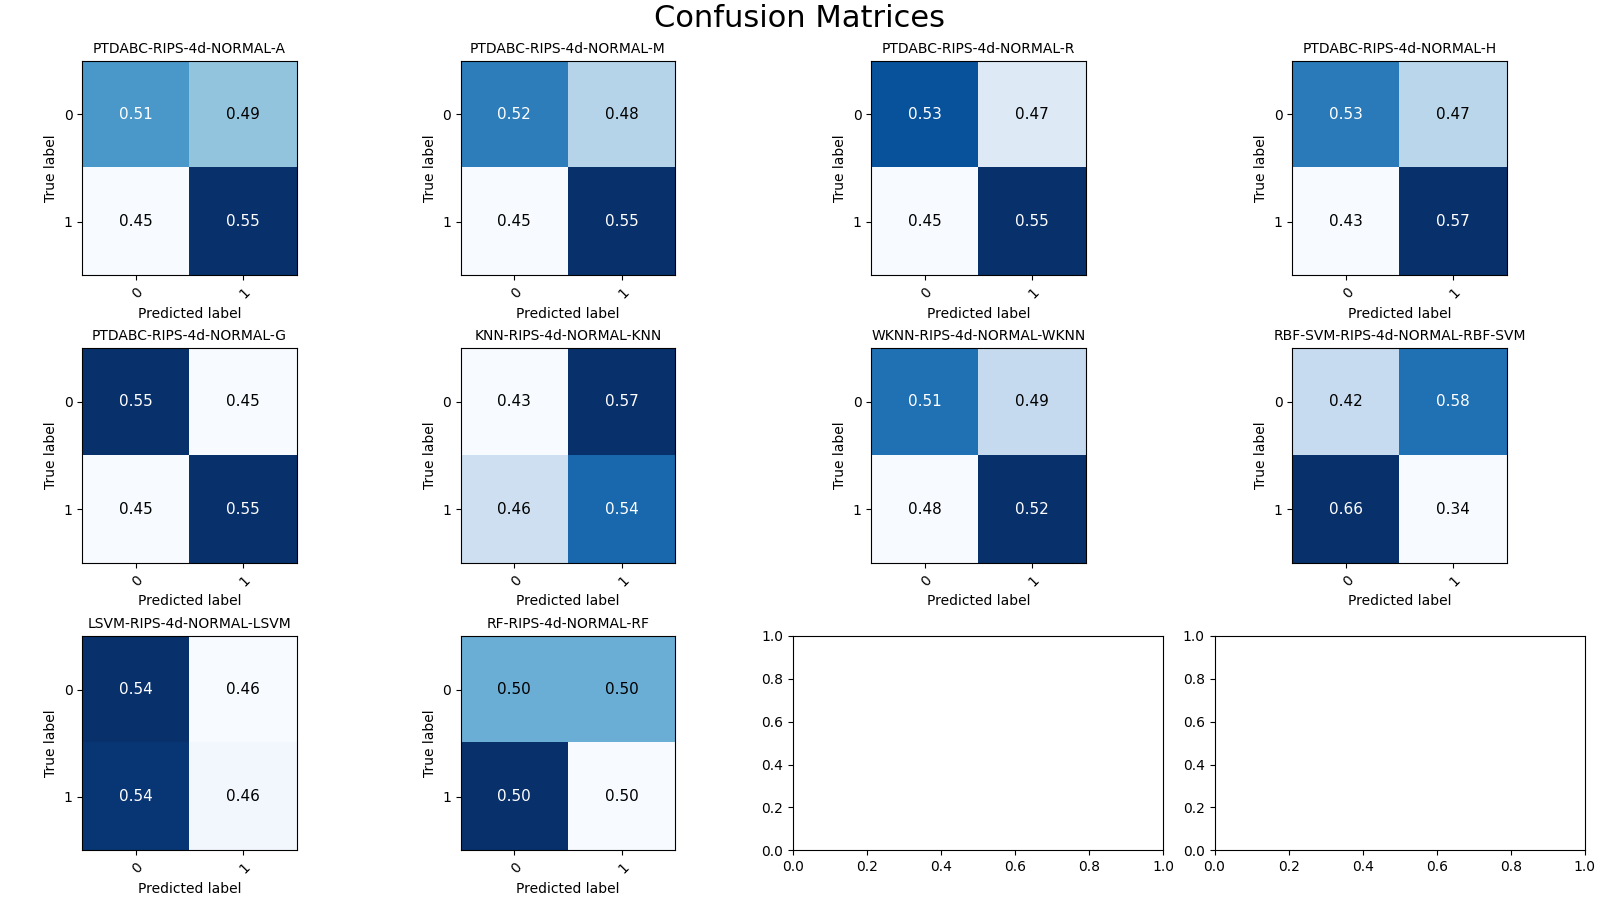 Confusion Matrices
PTDABC-RIPS-4d-NORMAL-A
0.51 0.49
0.45 0.55
0
1
True label
0 1
Predicted label
PTDABC-RIPS-4d-NORMAL-M
0.52 0.48
0.45 0.55
0
1
True label
0 1
Predicted label
PTDABC-RIPS-4d-NORMAL-R
0.53 0.47
0.45 0.55
0
1
True label
0 1
Predicted label
PTDABC-RIPS-4d-NORMAL-H
0.53 0.47
0.43 0.57
0
1
True label
0 1
Predicted label
PTDABC-RIPS-4d-NORMAL-G
0.55 0.45
0.45 0.55
0
1
True label
0 1
Predicted label
KNN-RIPS-4d-NORMAL-KNN
0.43 0.57
0.46 0.54
0
1
True label
0 1
Predicted label
WKNN-RIPS-4d-NORMAL-WKNN
0.51 0.49
0.48 0.52
0
1
True label
0 1
Predicted label
RBF-SVM-RIPS-4d-NORMAL-RBF-SVM
0.42 0.58
0.66 0.34
0
1
True label
0 1
Predicted label
LSVM-RIPS-4d-NORMAL-LSVM
0.54 0.46
0.54 0.46
0
1
True label
0 1
Predicted label
RF-RIPS-4d-NORMAL-RF
0.50 0.50
0.50 0.50
0
1
True label
0 1
Predicted label
1.0
0.8
0.6
0.4
0.2
0.0
0.0 0.2 0.4 0.6 0.8 1.0
1.0
0.8
0.6
0.4
0.2
0.0
0.0 0.2 0.4 0.6 0.8 1.0